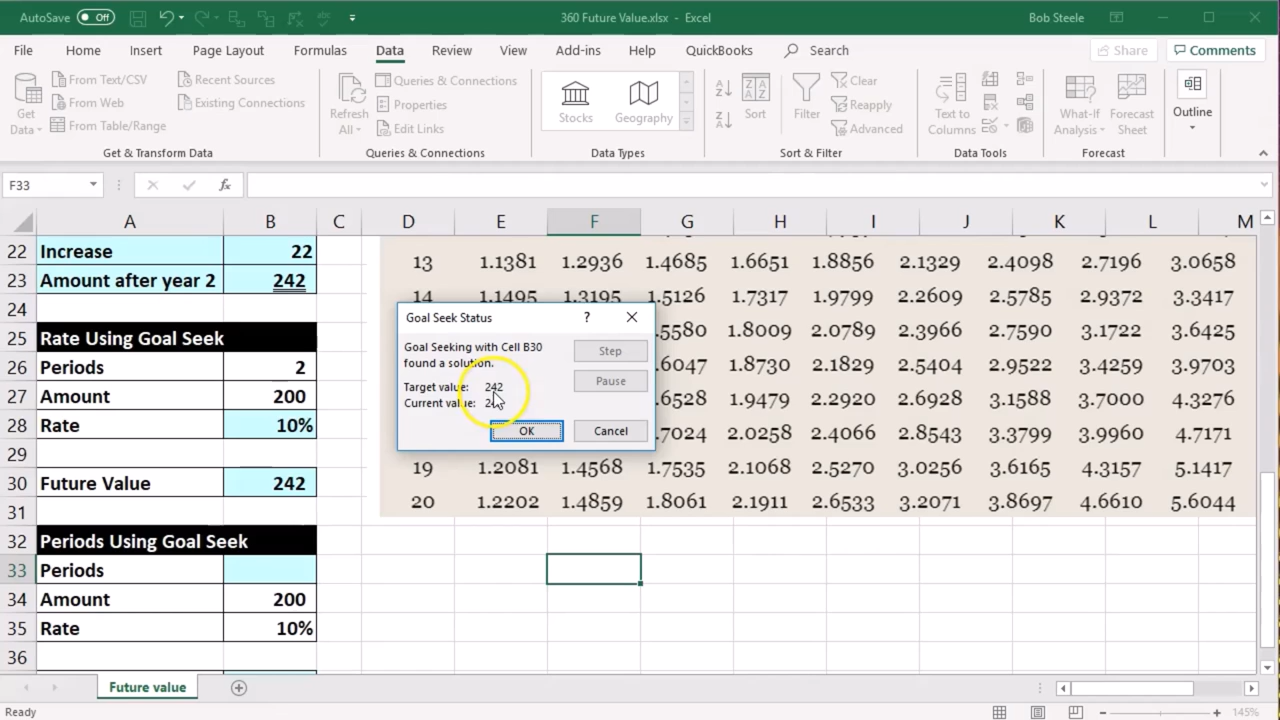 AutoSave Off 360 Future Value.xlsx - Excel Bob Steele
File Home Insert Page Layout Formulas Data Review View Add-ins Help QuickBooks Search Share Comments
Get Data
From Text/CSV
From Web
From Table/Range
Recent Sources
Existing Connections
Get & Transform Data
Refresh All
Queries & Connections
Properties
Edit Links
Queries & Connections
Stocks
Geography
Data Types
Sort
Filter
Clear
Reapply
Advanced
Sort & Filter
Text to Columns
Data Tools
What-If Analysis
Forecast Sheet
Forecast
Outline
F33 fx
A B C D E F G H I J K L M
22 Increase 22
13 1.1381 1.2936 1.4685 1.6651 1.8856 2.1329 2.4098 2.7196 3.0658
23 Amount after year 2 242
14 1.1495 1.3195 1.5126 1.7317 1.9799 2.2609 2.5785 2.9372 3.3417
24
25 Rate Using Goal Seek
.5580 1.8009 2.0789 2.3966 2.7590 3.1722 3.6425
26 Periods 2
.6047 1.8730 2.1829 2.5404 2.9522 3.4259 3.9703
27 Amount 200
.6528 1.9479 2.2920 2.6928 3.1588 3.7000 4.3276
28 Rate 10%
.7024 2.0258 2.4066 2.8543 3.3799 3.9960 4.7171
29
19 1.2081 1.4568 1.7535 2.1068 2.5270 3.0256 3.6165 4.3157 5.1417
30 Future Value 242
20 1.2202 1.4859 1.8061 2.1911 2.6533 3.2071 3.8697 4.6610 5.6044
31
32 Periods Using Goal Seek
33 Periods
34 Amount 200
35 Rate 10%
36
Goal Seek Status ?
Goal Seeking with Cell B30
found a solution.
Target value: 242
Current value:
Step
Pause
OK Cancel
Future value
Ready 145%